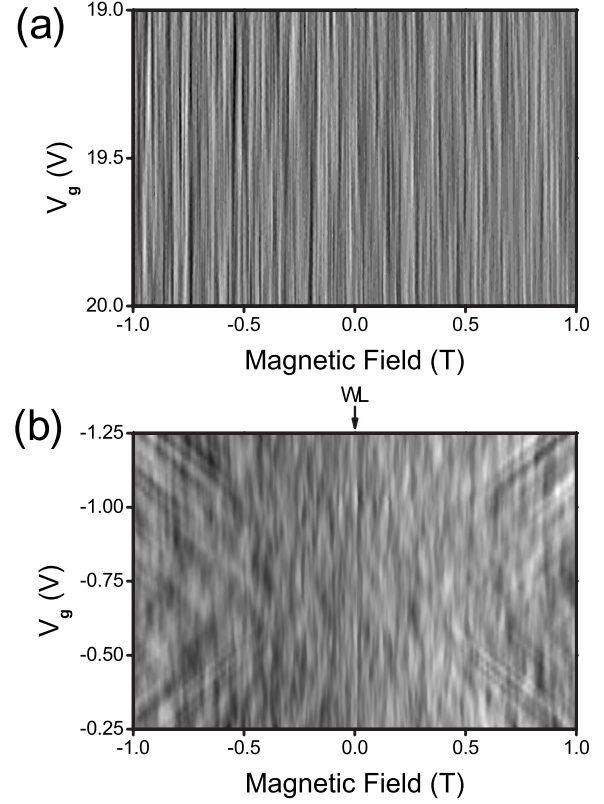 (a)
19.0
19.5
20.0
V_g (V)
-1.0 -0.5 0.0 0.5 1.0
Magnetic Field (T)
WL
(b)
-1.25
-1.00
-0.75
-0.50
-0.25
V_g (V)
-1.0 -0.5 0.0 0.5 1.0
Magnetic Field (T)